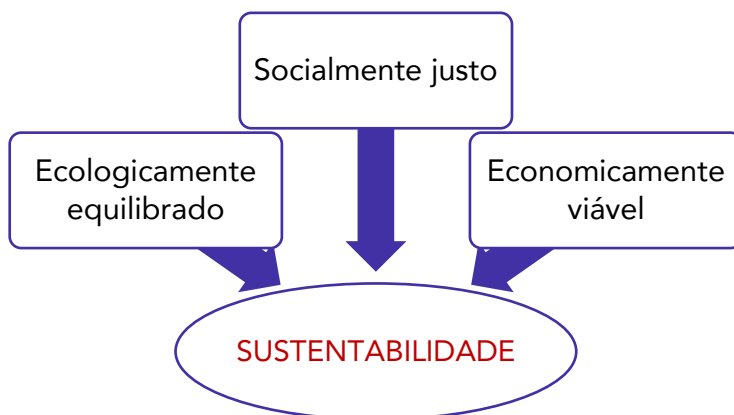 Socialmente justo
Ecologicamente
equilibrado
Economicamente
viável
SUSTENTABILIDADE